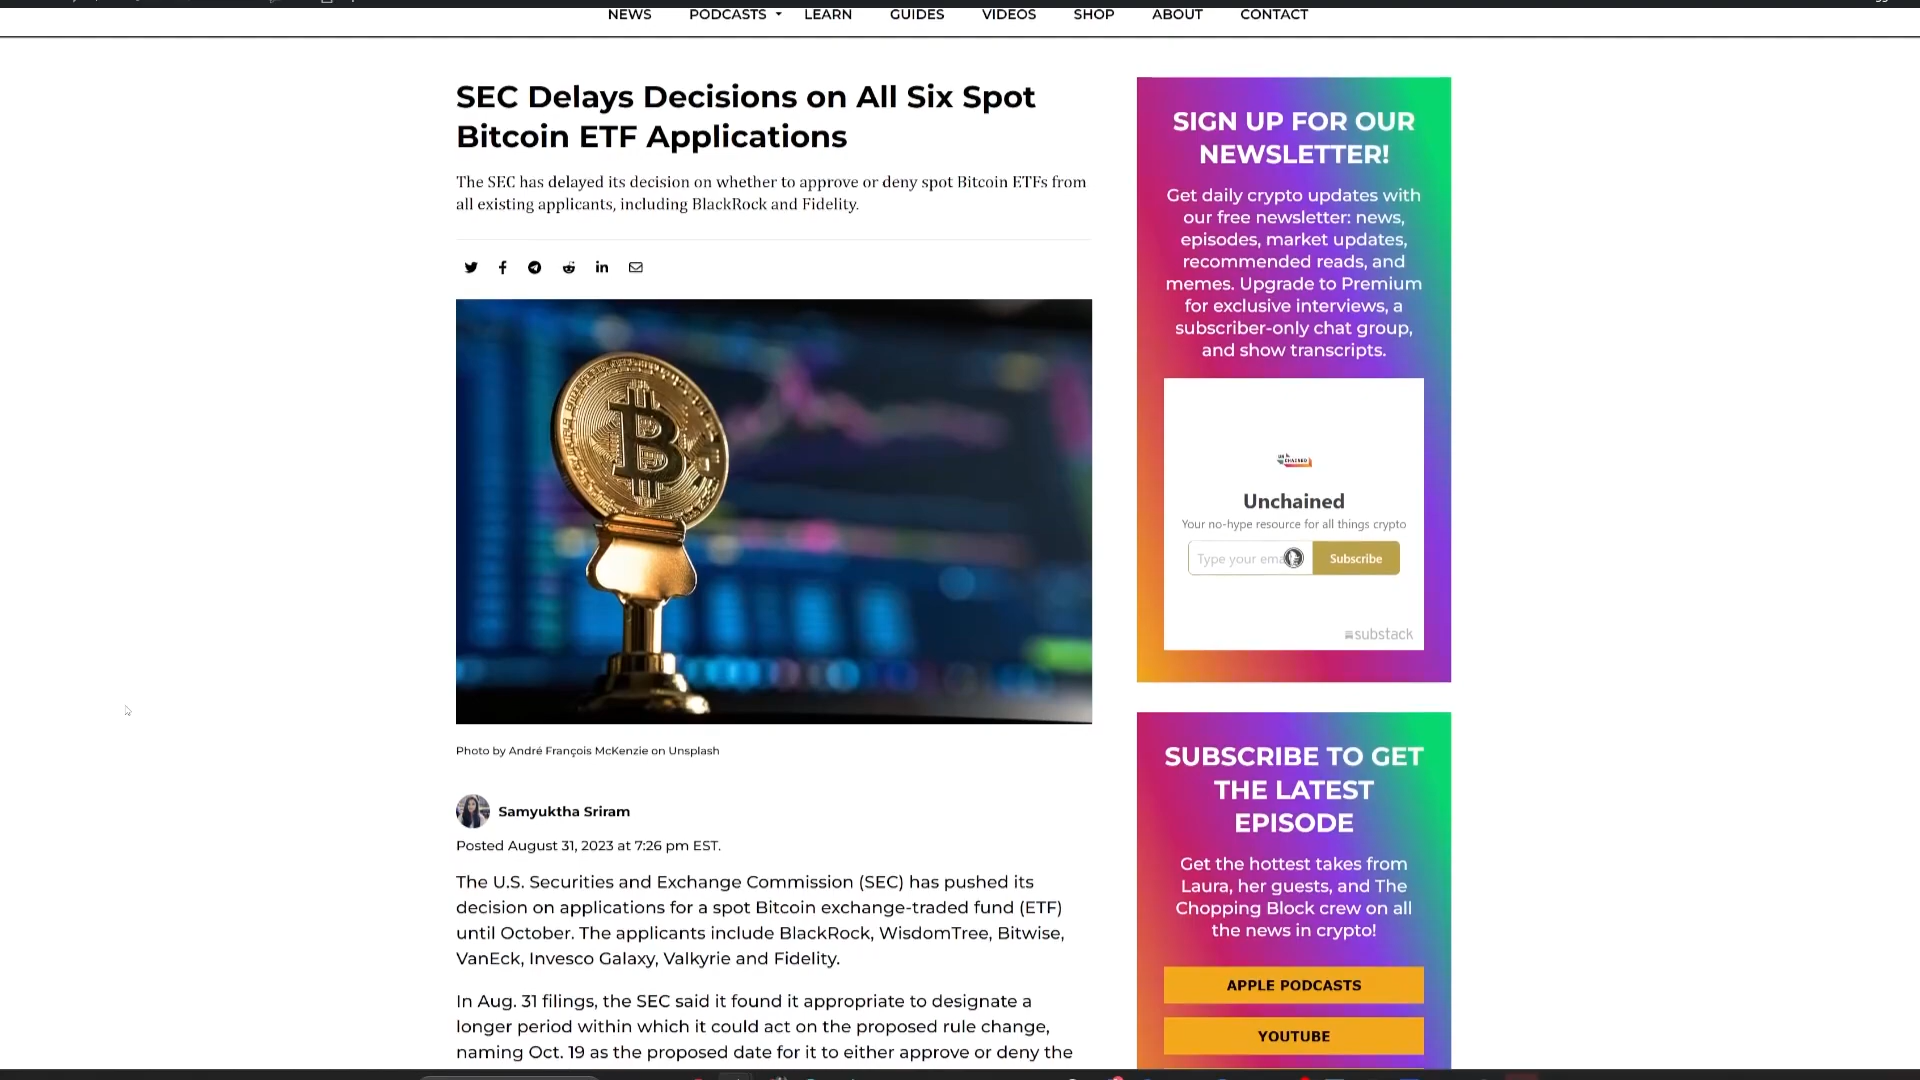 NEWS PODCASTS LEARN GUIDES VIDEOS SHOP ABOUT CONTACT
SEC Delays Decisions on All Six Spot
Bitcoin ETF Applications
The SEC has delayed its decision on whether to approve or deny spot Bitcoin ETFs from
all existing applicants, including BlackRock and Fidelity.
Photo by André François McKenzie on Unsplash
Samyuktha Sriram
Posted August 31, 2023 at 7:26 pm EST.
The U.S. Securities and Exchange Commission (SEC) has pushed its
decision on applications for a spot Bitcoin exchange-traded fund (ETF)
until October. The applicants include BlackRock, WisdomTree, Bitwise,
VanEck, Invesco Galaxy, Valkyrie and Fidelity.
In Aug. 31 filings, the SEC said it found it appropriate to designate a
longer period within which it could act on the proposed rule change,
naming Oct. 19 as the proposed date for it to either approve or deny the
SIGN UP FOR OUR
NEWSLETTER!
Get daily crypto updates with
our free newsletter: news,
episodes, market updates,
recommended reads, and
memes. Upgrade to Premium
for exclusive interviews, a
subscriber-only chat group,
and show transcripts.
Unchained
Your no-hype resource for all things crypto
Type your ema Subscribe
substack
SUBSCRIBE TO GET
THE LATEST
EPISODE
Get the hottest takes from
Laura, her guests, and The
Chopping Block crew on all
the news in crypto!
APPLE PODCASTS
YOUTUBE